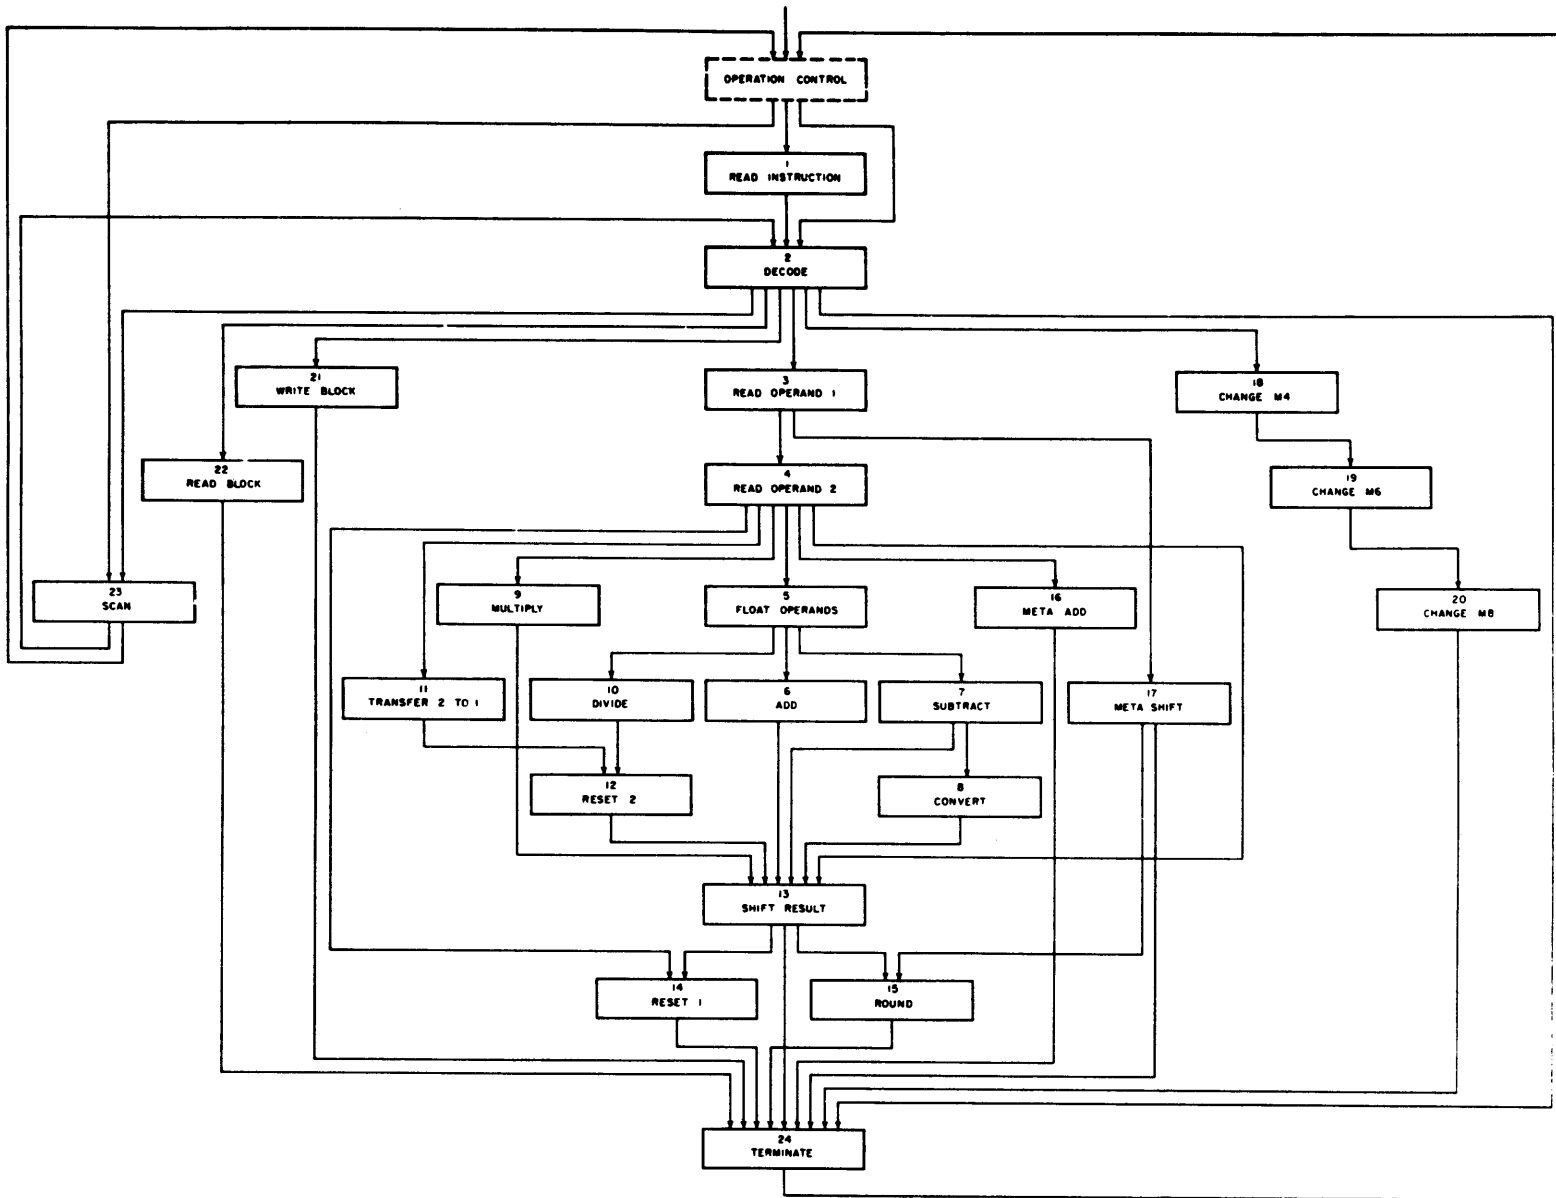 OPERATION CONTROL
1
READ INSTRUCTION
2
DECODE
21
WRITE BLOCK
3
READ OPERAND 1
18
CHANGE M4
22
READ BLOCK
4
READ OPERAND 2
19
CHANGE M6
23
SCAN
9
MULTIPLY
5
FLOAT OPERANDS
16
META ADD
20
CHANGE M8
11
TRANSFER 2 TO 1
10
DIVIDE
6
ADD
7
SUBTRACT
17
META SHIFT
12
RESET 2
8
CONVERT
13
SHIFT RESULT
14
RESET 1
15
ROUND
24
TERMINATE